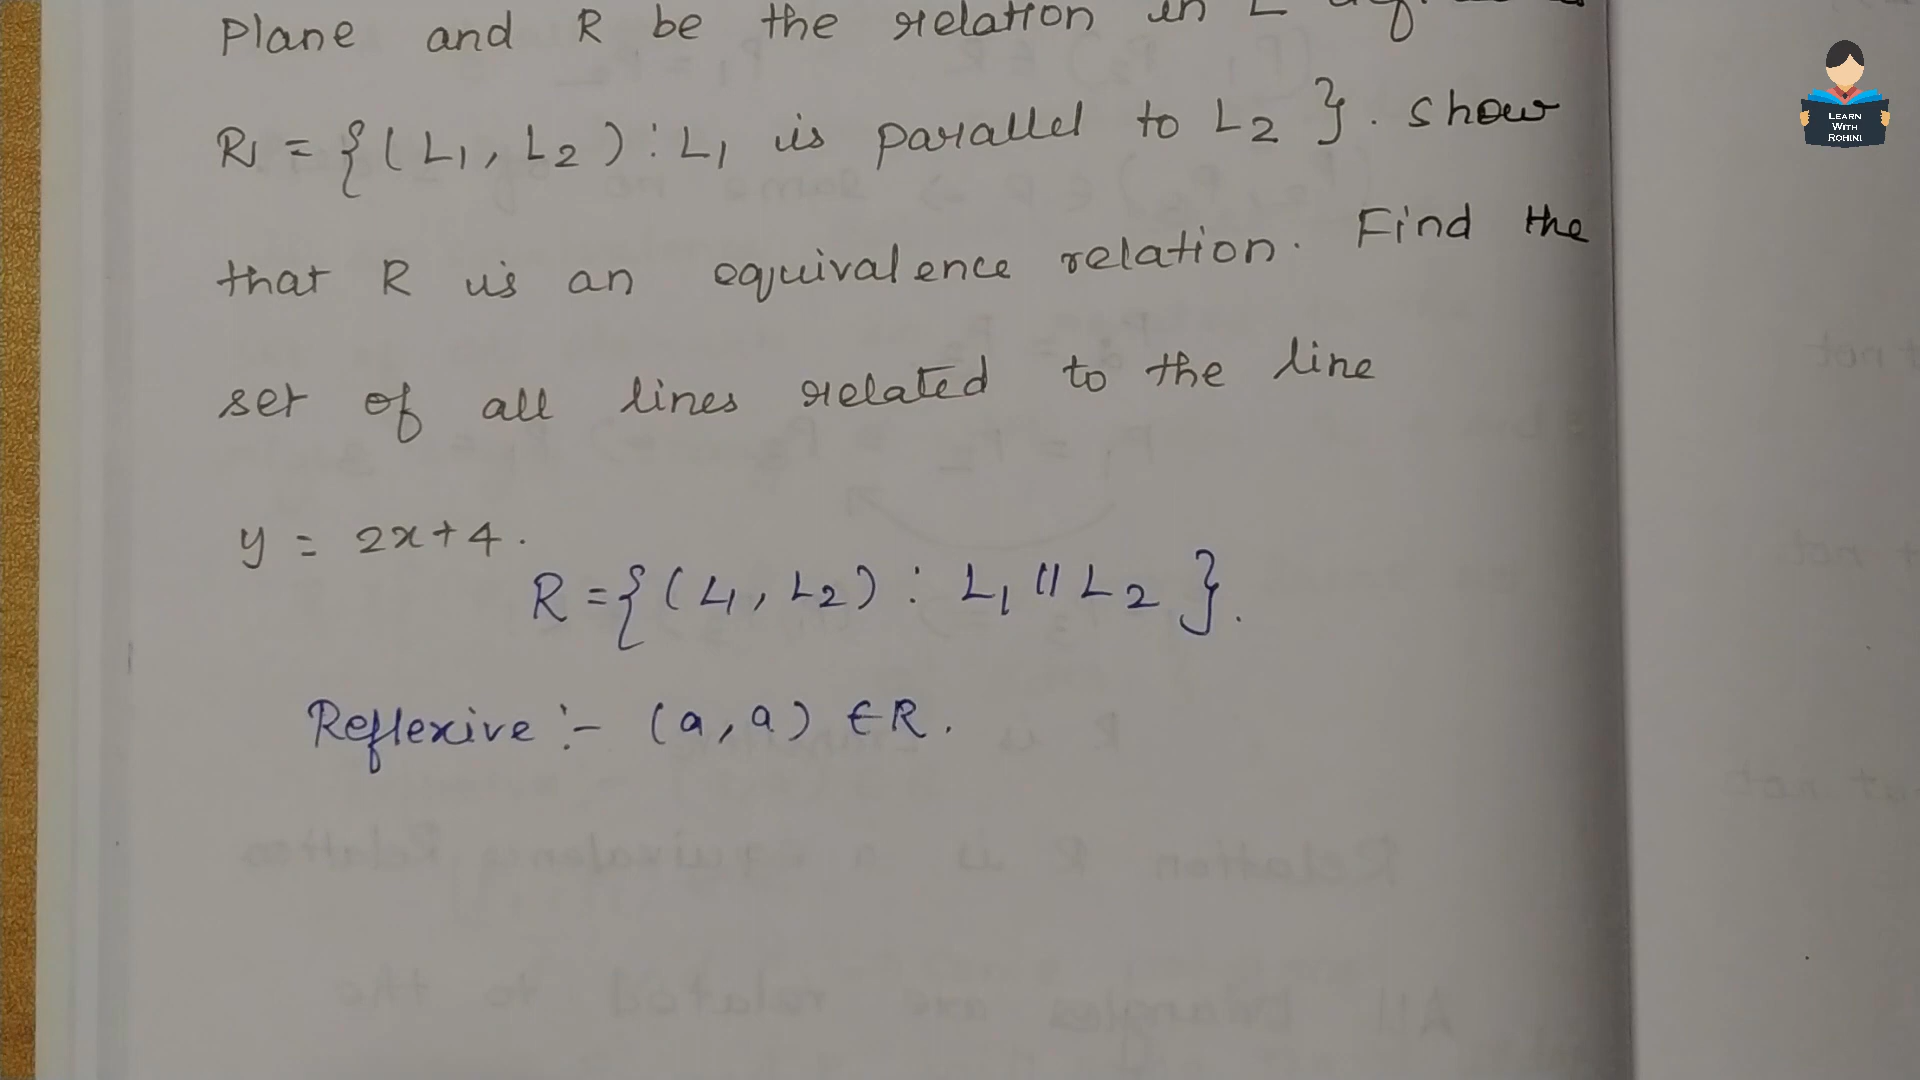 Plane and R be the relation in L
R = {(L1, L2) : L1 is parallel to L2}. Show
that R is an equivalence relation. Find the
set of all lines related to the line
y = 2x+4.
R = {(L1, L2) : L1 || L2}.
Reflexive :- (a, a) ∈ R.
LEARN
WITH
ROHINI